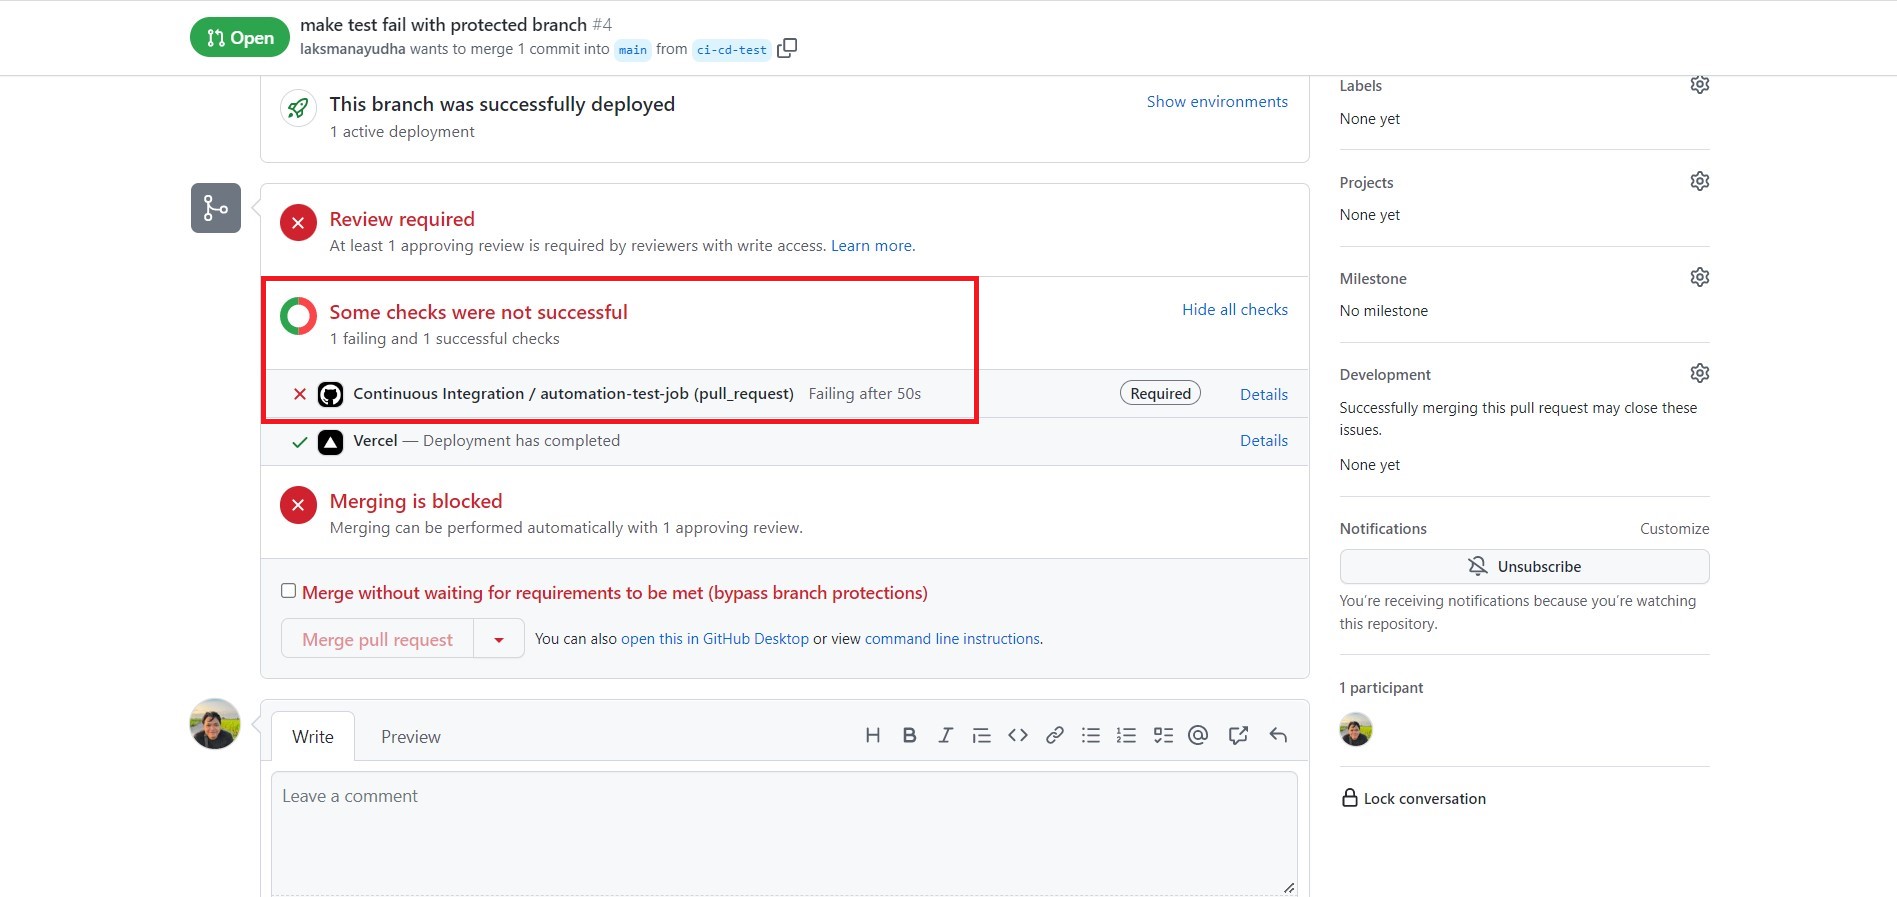 Open
make test fail with protected branch #4
laksmanayudha wants to merge 1 commit into main from ci-cd-test
This branch was successfully deployed
1 active deployment
Show environments
Review required
At least 1 approving review is required by reviewers with write access. Learn more.
Some checks were not successful
1 failing and 1 successful checks
Hide all checks
Continuous Integration / automation-test-job (pull_request) Failing after 50s
Required
Details
Vercel — Deployment has completed
Details
Merging is blocked
Merging can be performed automatically with 1 approving review.
Merge without waiting for requirements to be met (bypass branch protections)
Merge pull request
You can also open this in GitHub Desktop or view command line instructions.
Write
Preview
Leave a comment
Labels
None yet
Projects
None yet
Milestone
No milestone
Development
Successfully merging this pull request may close these
issues.
None yet
Notifications
Customize
Unsubscribe
You're receiving notifications because you're watching
this repository.
1 participant
Lock conversation